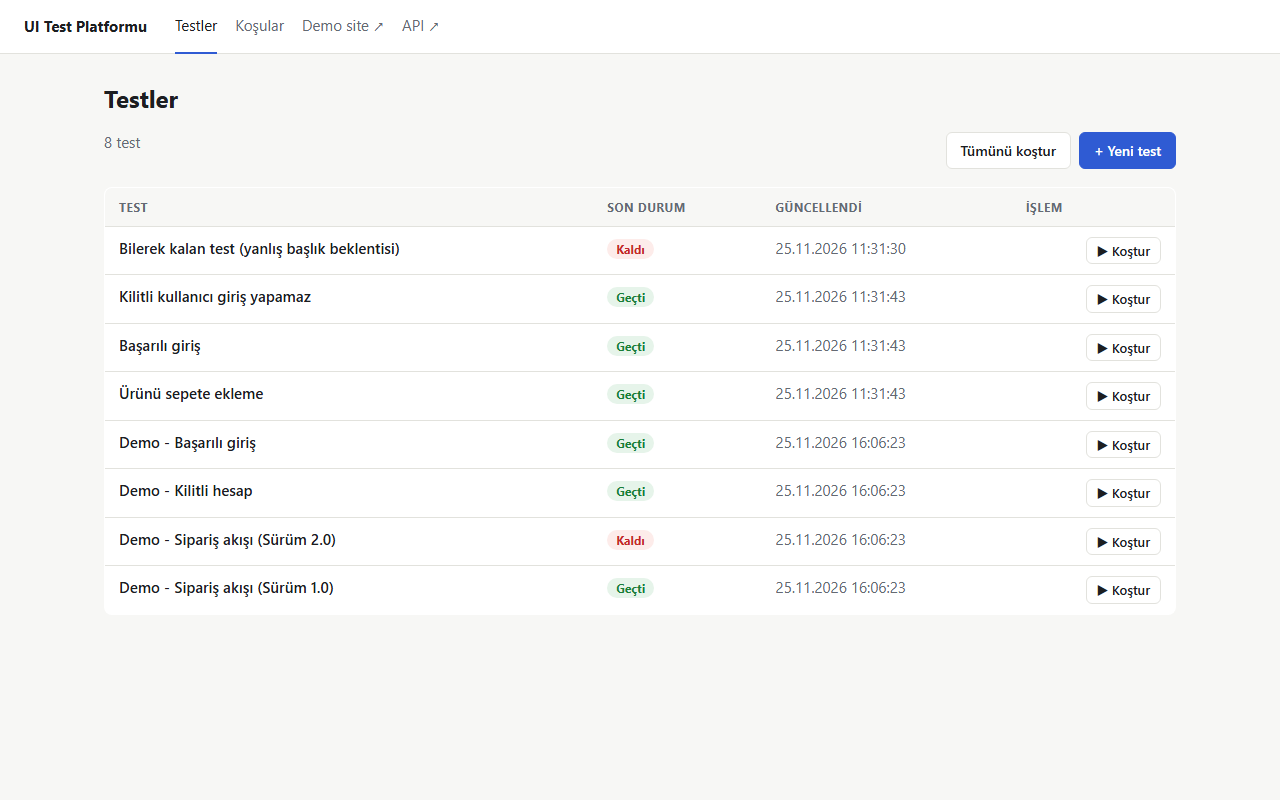 UI Test Platformu Testler Koşular Demo site ↗ API ↗
Testler
8 test
Tümünü koştur + Yeni test
TEST SON DURUM GÜNCELLENDİ İŞLEM
Bilerek kalan test (yanlış başlık beklentisi) Kaldı 25.11.2026 11:31:30 ▶ Koştur
Kilitli kullanıcı giriş yapamaz Geçti 25.11.2026 11:31:43 ▶ Koştur
Başarılı giriş Geçti 25.11.2026 11:31:43 ▶ Koştur
Ürünü sepete ekleme Geçti 25.11.2026 11:31:43 ▶ Koştur
Demo - Başarılı giriş Geçti 25.11.2026 16:06:23 ▶ Koştur
Demo - Kilitli hesap Geçti 25.11.2026 16:06:23 ▶ Koştur
Demo - Sipariş akışı (Sürüm 2.0) Kaldı 25.11.2026 16:06:23 ▶ Koştur
Demo - Sipariş akışı (Sürüm 1.0) Geçti 25.11.2026 16:06:23 ▶ Koştur